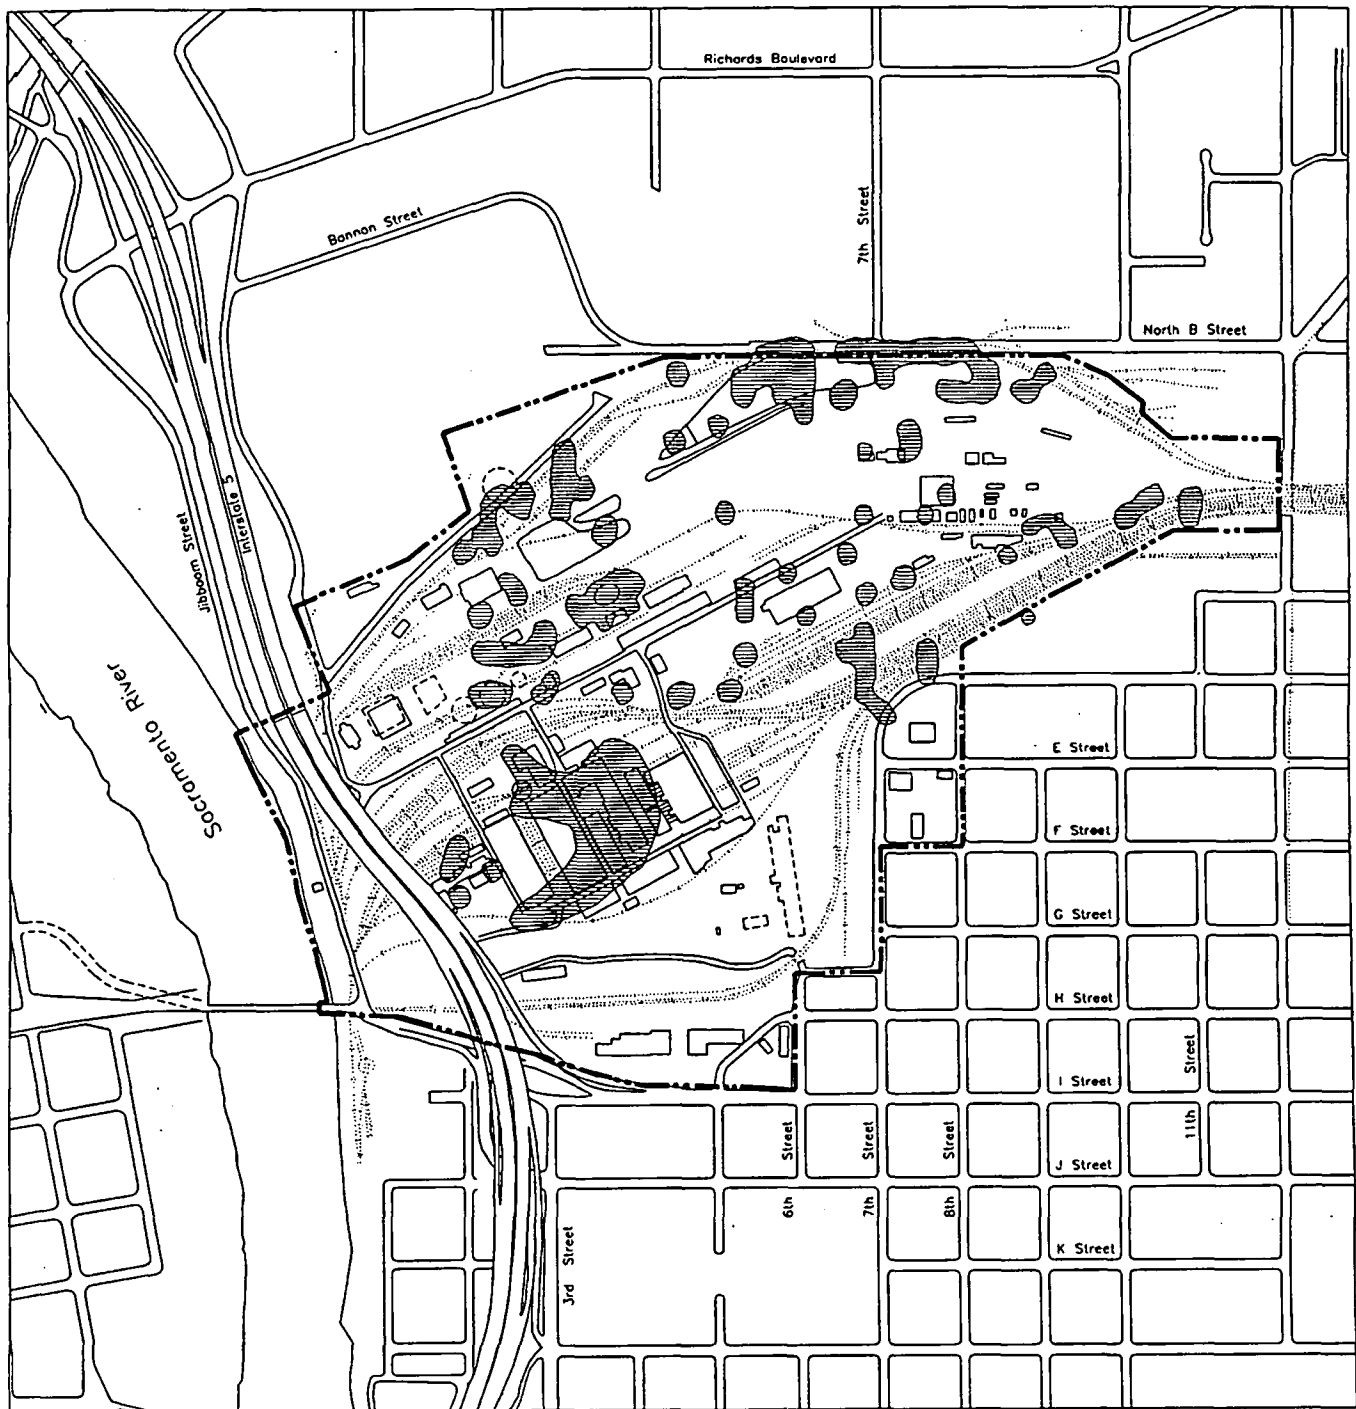 Richards Boulevard
Bannon Street
7th Street
North B Street
Jibboom Street
Interstate 5
Sacramento River
E Street
F Street
G Street
H Street
I Street
Street
11th
J Street
Street
Street
Street
6th
7th
8th
K Street
3rd Street